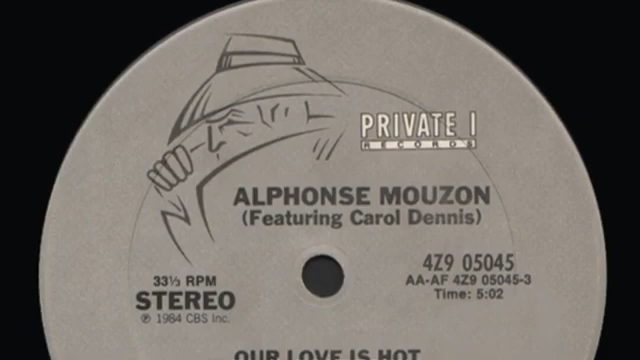 PRIVATE I
RECORDS
ALPHONSE MOUZON
(Featuring Carol Dennis)
4Z9 05045
33⅓ RPM
AA-AF 4Z9 05045-3
STEREO
Time: 5:02
℗ 1984 CBS Inc.
OUR LOVE IS HOT